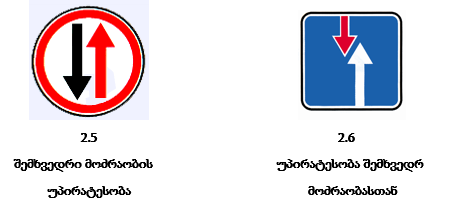 2.5
შემხვედრი მოძრაობის
უპირატესობა
2.6
უპირატესობა შემხვედრ
მოძრაობასთან